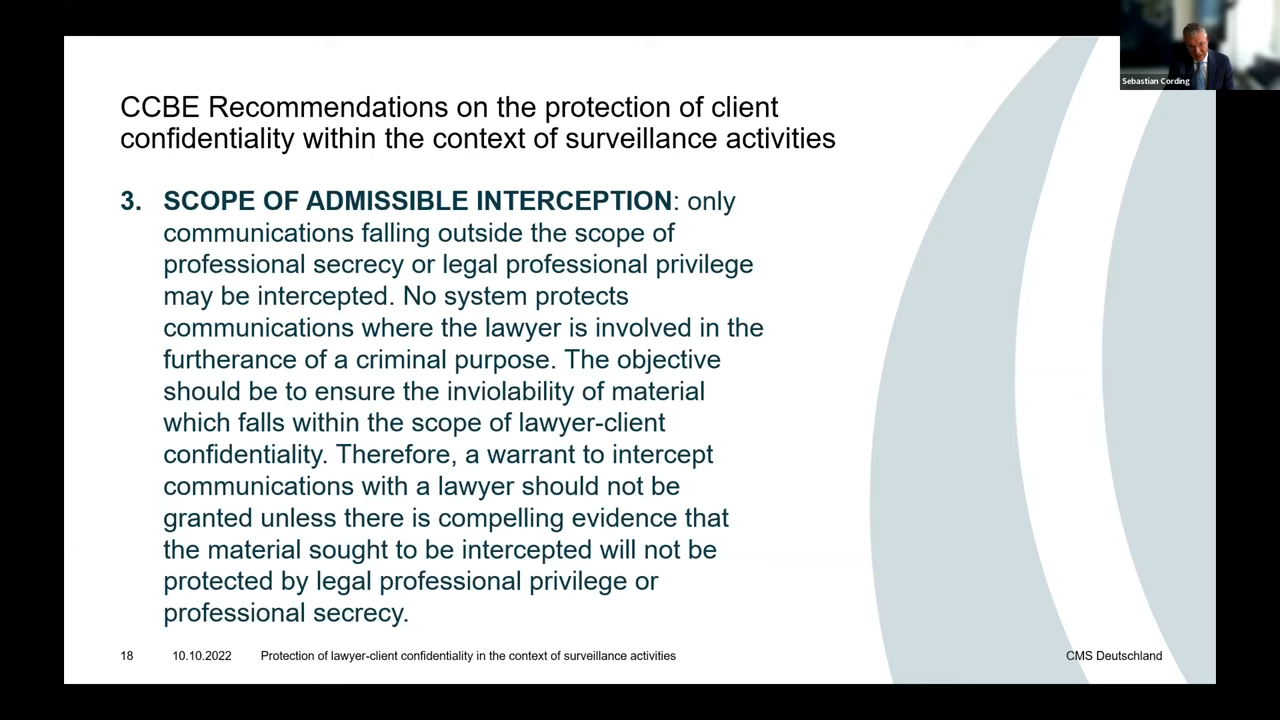 Sebastian Cording
CCBE Recommendations on the protection of client
confidentiality within the context of surveillance activities
3. SCOPE OF ADMISSIBLE INTERCEPTION: only
communications falling outside the scope of
professional secrecy or legal professional privilege
may be intercepted. No system protects
communications where the lawyer is involved in the
furtherance of a criminal purpose. The objective
should be to ensure the inviolability of material
which falls within the scope of lawyer-client
confidentiality. Therefore, a warrant to intercept
communications with a lawyer should not be
granted unless there is compelling evidence that
the material sought to be intercepted will not be
protected by legal professional privilege or
professional secrecy.
18 10.10.2022 Protection of lawyer-client confidentiality in the context of surveillance activities CMS Deutschland